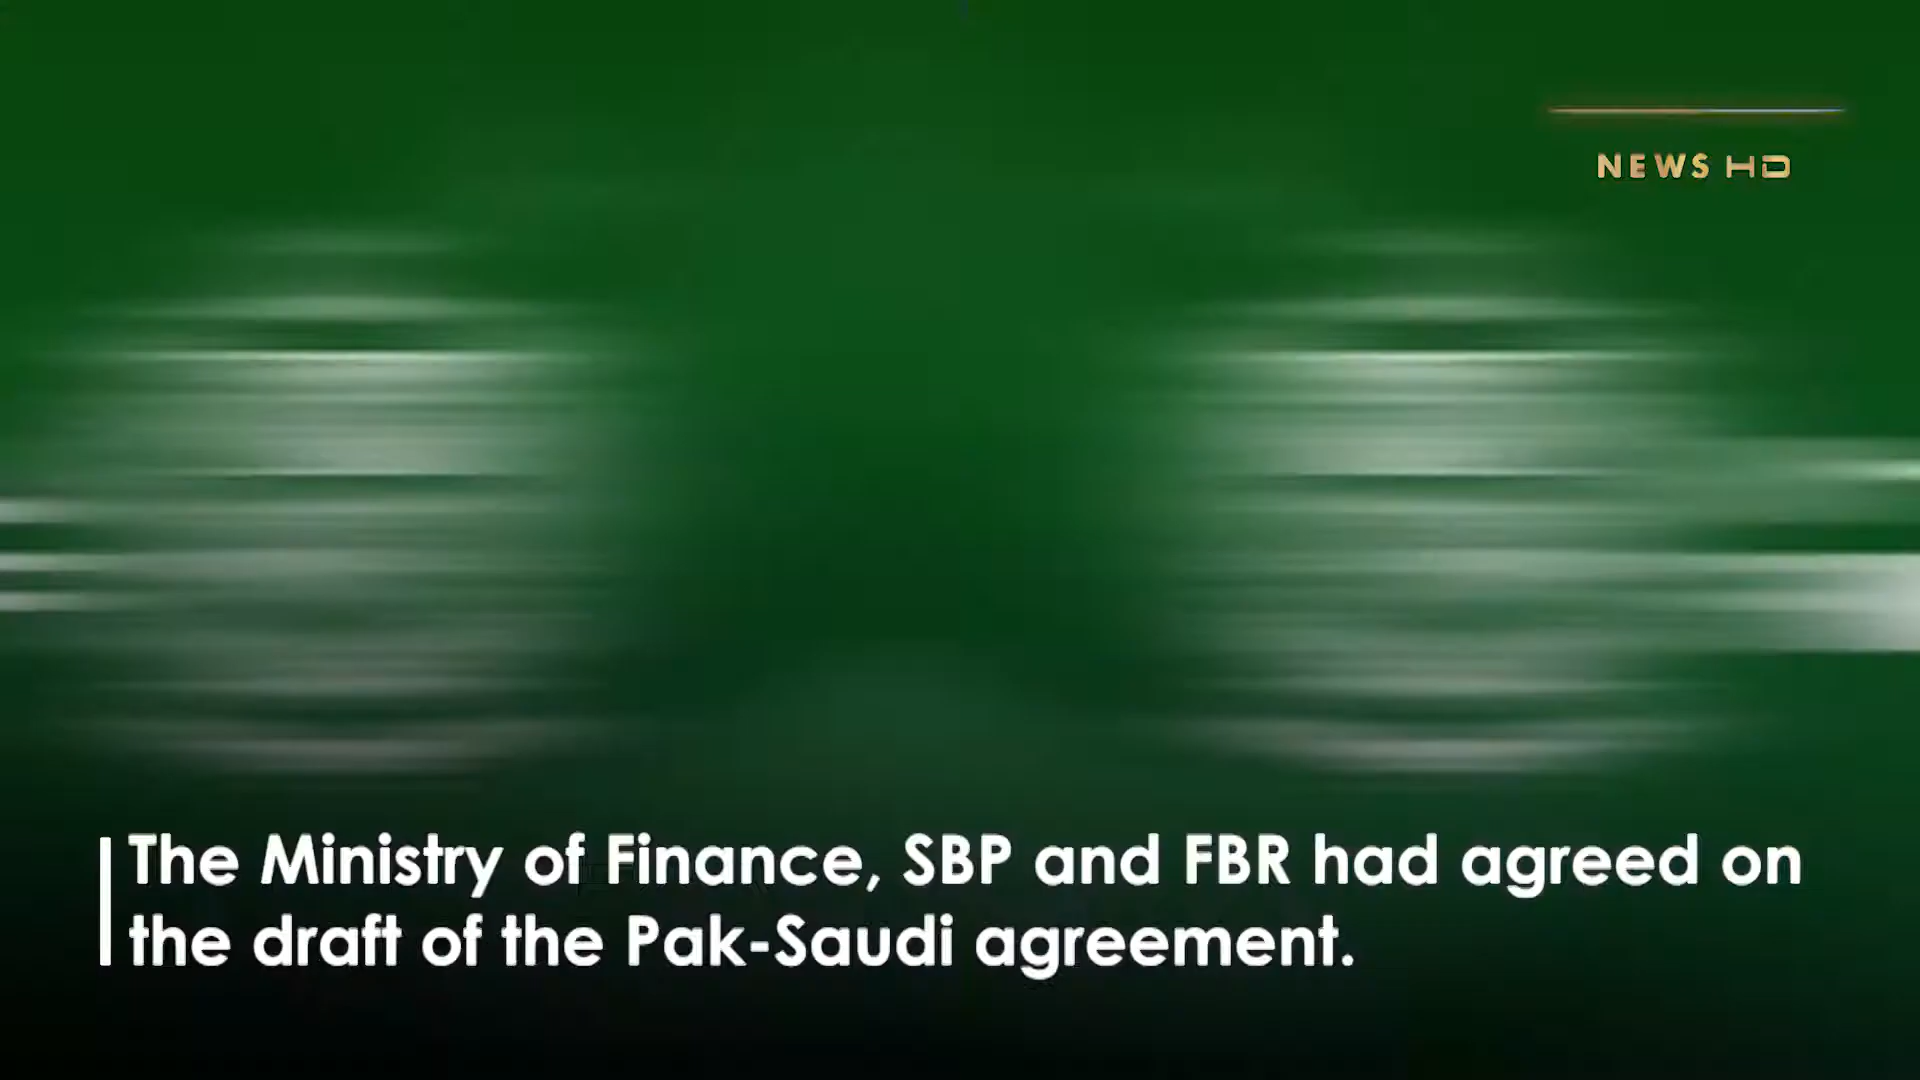 NEWS HD
The Ministry of Finance, SBP and FBR had agreed on
the draft of the Pak-Saudi agreement.